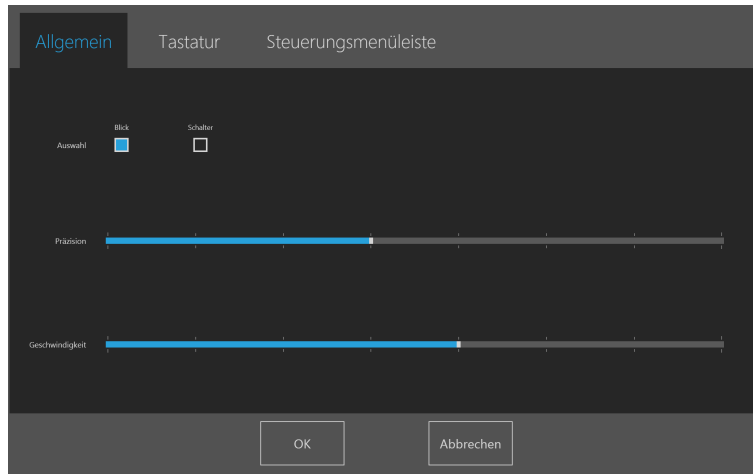 Allgemein Tastatur Steuerungsmenüleiste
Blick Schalter
Auswahl
Präzision
Geschwindigkeit
OK Abbrechen